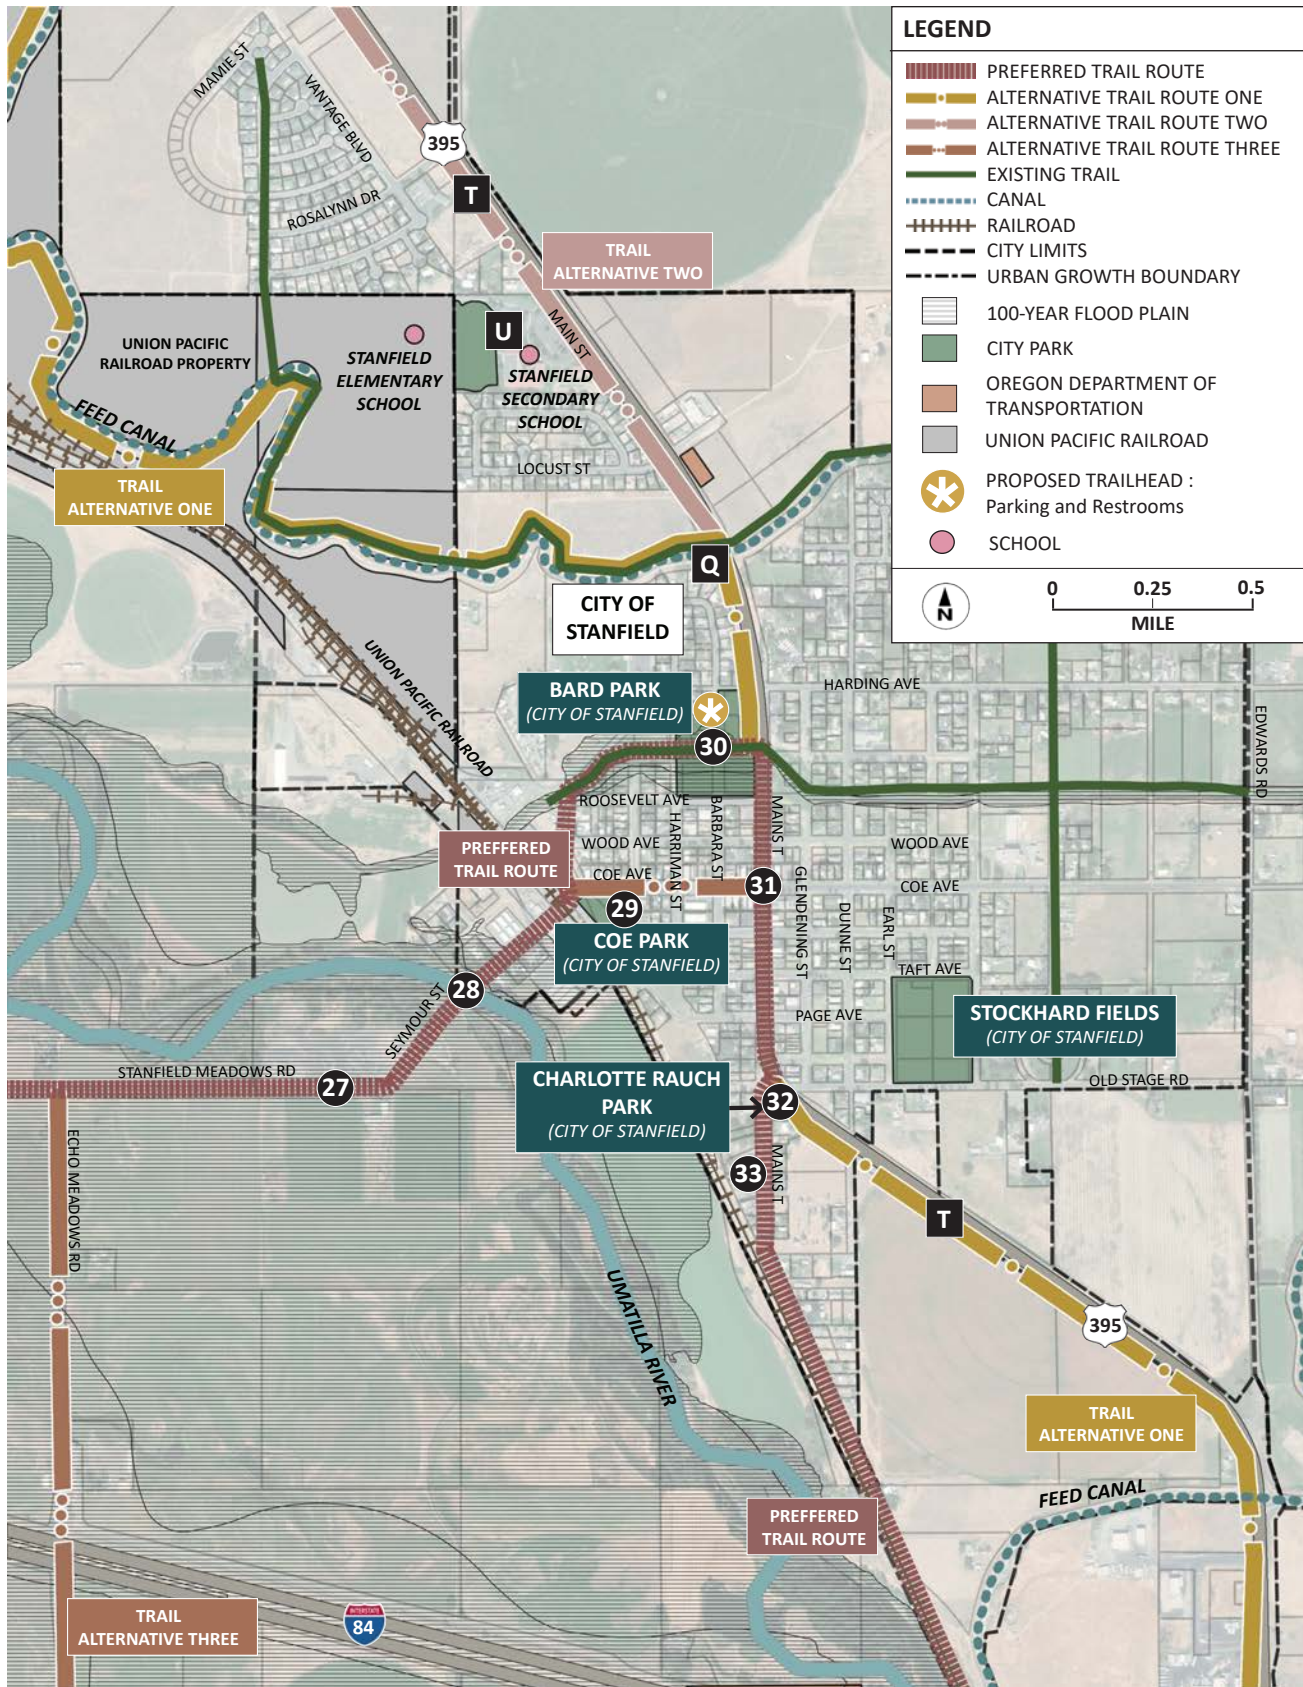 LEGEND
PREFERRED TRAIL ROUTE
ALTERNATIVE TRAIL ROUTE ONE
ALTERNATIVE TRAIL ROUTE TWO
ALTERNATIVE TRAIL ROUTE THREE
EXISTING TRAIL
CANAL
RAILROAD
CITY LIMITS
URBAN GROWTH BOUNDARY
100-YEAR FLOOD PLAIN
CITY PARK
OREGON DEPARTMENT OF
TRANSPORTATION
UNION PACIFIC RAILROAD
PROPOSED TRAILHEAD :
Parking and Restrooms
SCHOOL
N
0 0.25 0.5
MILE
MAMIE ST
VANTAGE BLVD
395
T
ROSALYNN DR
TRAIL
ALTERNATIVE TWO
MAIN ST
UNION PACIFIC
RAILROAD PROPERTY
STANFIELD
ELEMENTARY
SCHOOL
U
STANFIELD
SECONDARY
SCHOOL
FEED CANAL
LOCUST ST
TRAIL
ALTERNATIVE ONE
Q
CITY OF
STANFIELD
UNION PACIFIC RAILROAD
BARD PARK
(CITY OF STANFIELD)
HARDING AVE
EDWARDS RD
30
ROOSEVELT AVE
BARBARA ST
MAINS T
HARRIMAN ST
WOOD AVE
WOOD AVE
PREFFERED
TRAIL ROUTE
COE AVE
31
COE AVE
29
GLENDENING ST
DUNNE ST
EARL ST
COE PARK
(CITY OF STANFIELD)
TAFT AVE
28
SEYMOUR ST
PAGE AVE
STOCKHARD FIELDS
(CITY OF STANFIELD)
STANFIELD MEADOWS RD
27
OLD STAGE RD
CHARLOTTE RAUCH
PARK
(CITY OF STANFIELD)
32
33
MAINS T
ECHO MEADOWS RD
T
UMATILLA RIVER
395
TRAIL
ALTERNATIVE ONE
FEED CANAL
PREFFERED
TRAIL ROUTE
TRAIL
ALTERNATIVE THREE
INTERSTATE
84